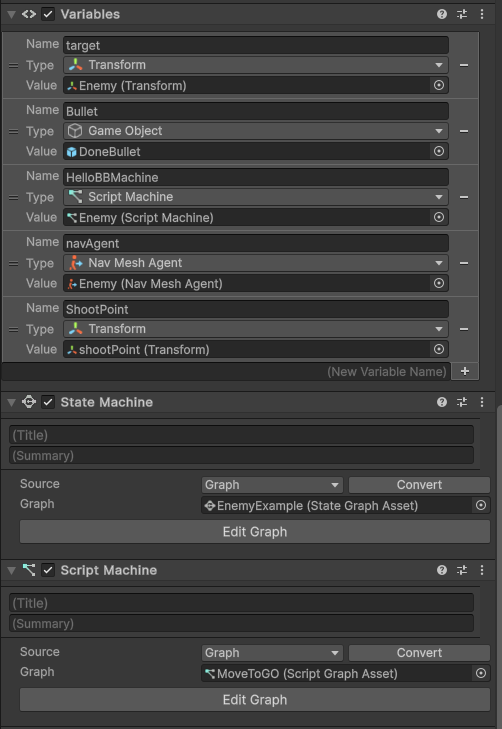 Variables
Name target
Type Transform
Value Enemy (Transform)
Name Bullet
Type Game Object
Value DoneBullet
Name HelloBBMachine
Type Script Machine
Value Enemy (Script Machine)
Name navAgent
Type Nav Mesh Agent
Value Enemy (Nav Mesh Agent)
Name ShootPoint
Type Transform
Value shootPoint (Transform)
(New Variable Name)
State Machine
(Title)
(Summary)
Source Graph Convert
Graph EnemyExample (State Graph Asset)
Edit Graph
Script Machine
(Title)
(Summary)
Source Graph Convert
Graph MoveToGO (Script Graph Asset)
Edit Graph